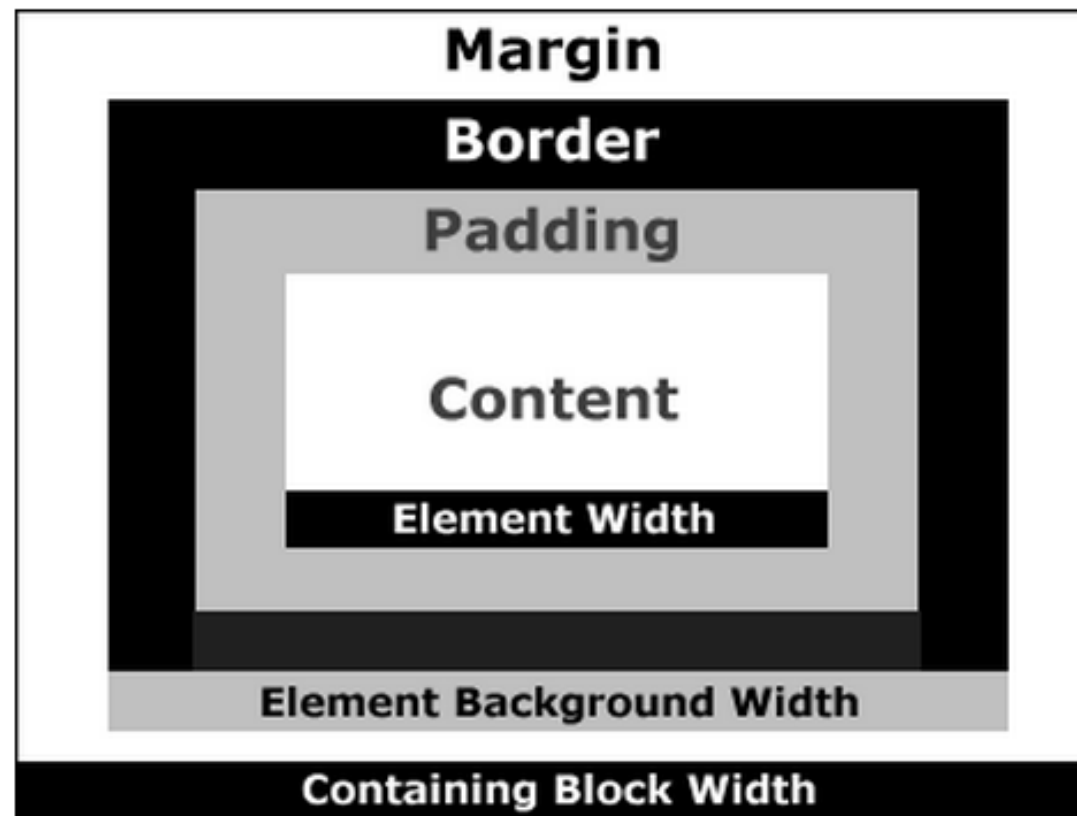 Margin
Border
Padding
Content
Element Width
Element Background Width
Containing Block Width